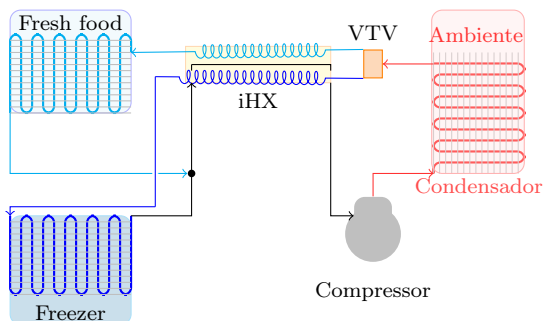 Fresh food
VTV
Ambiente
iHX
Condensador
Compressor
Freezer